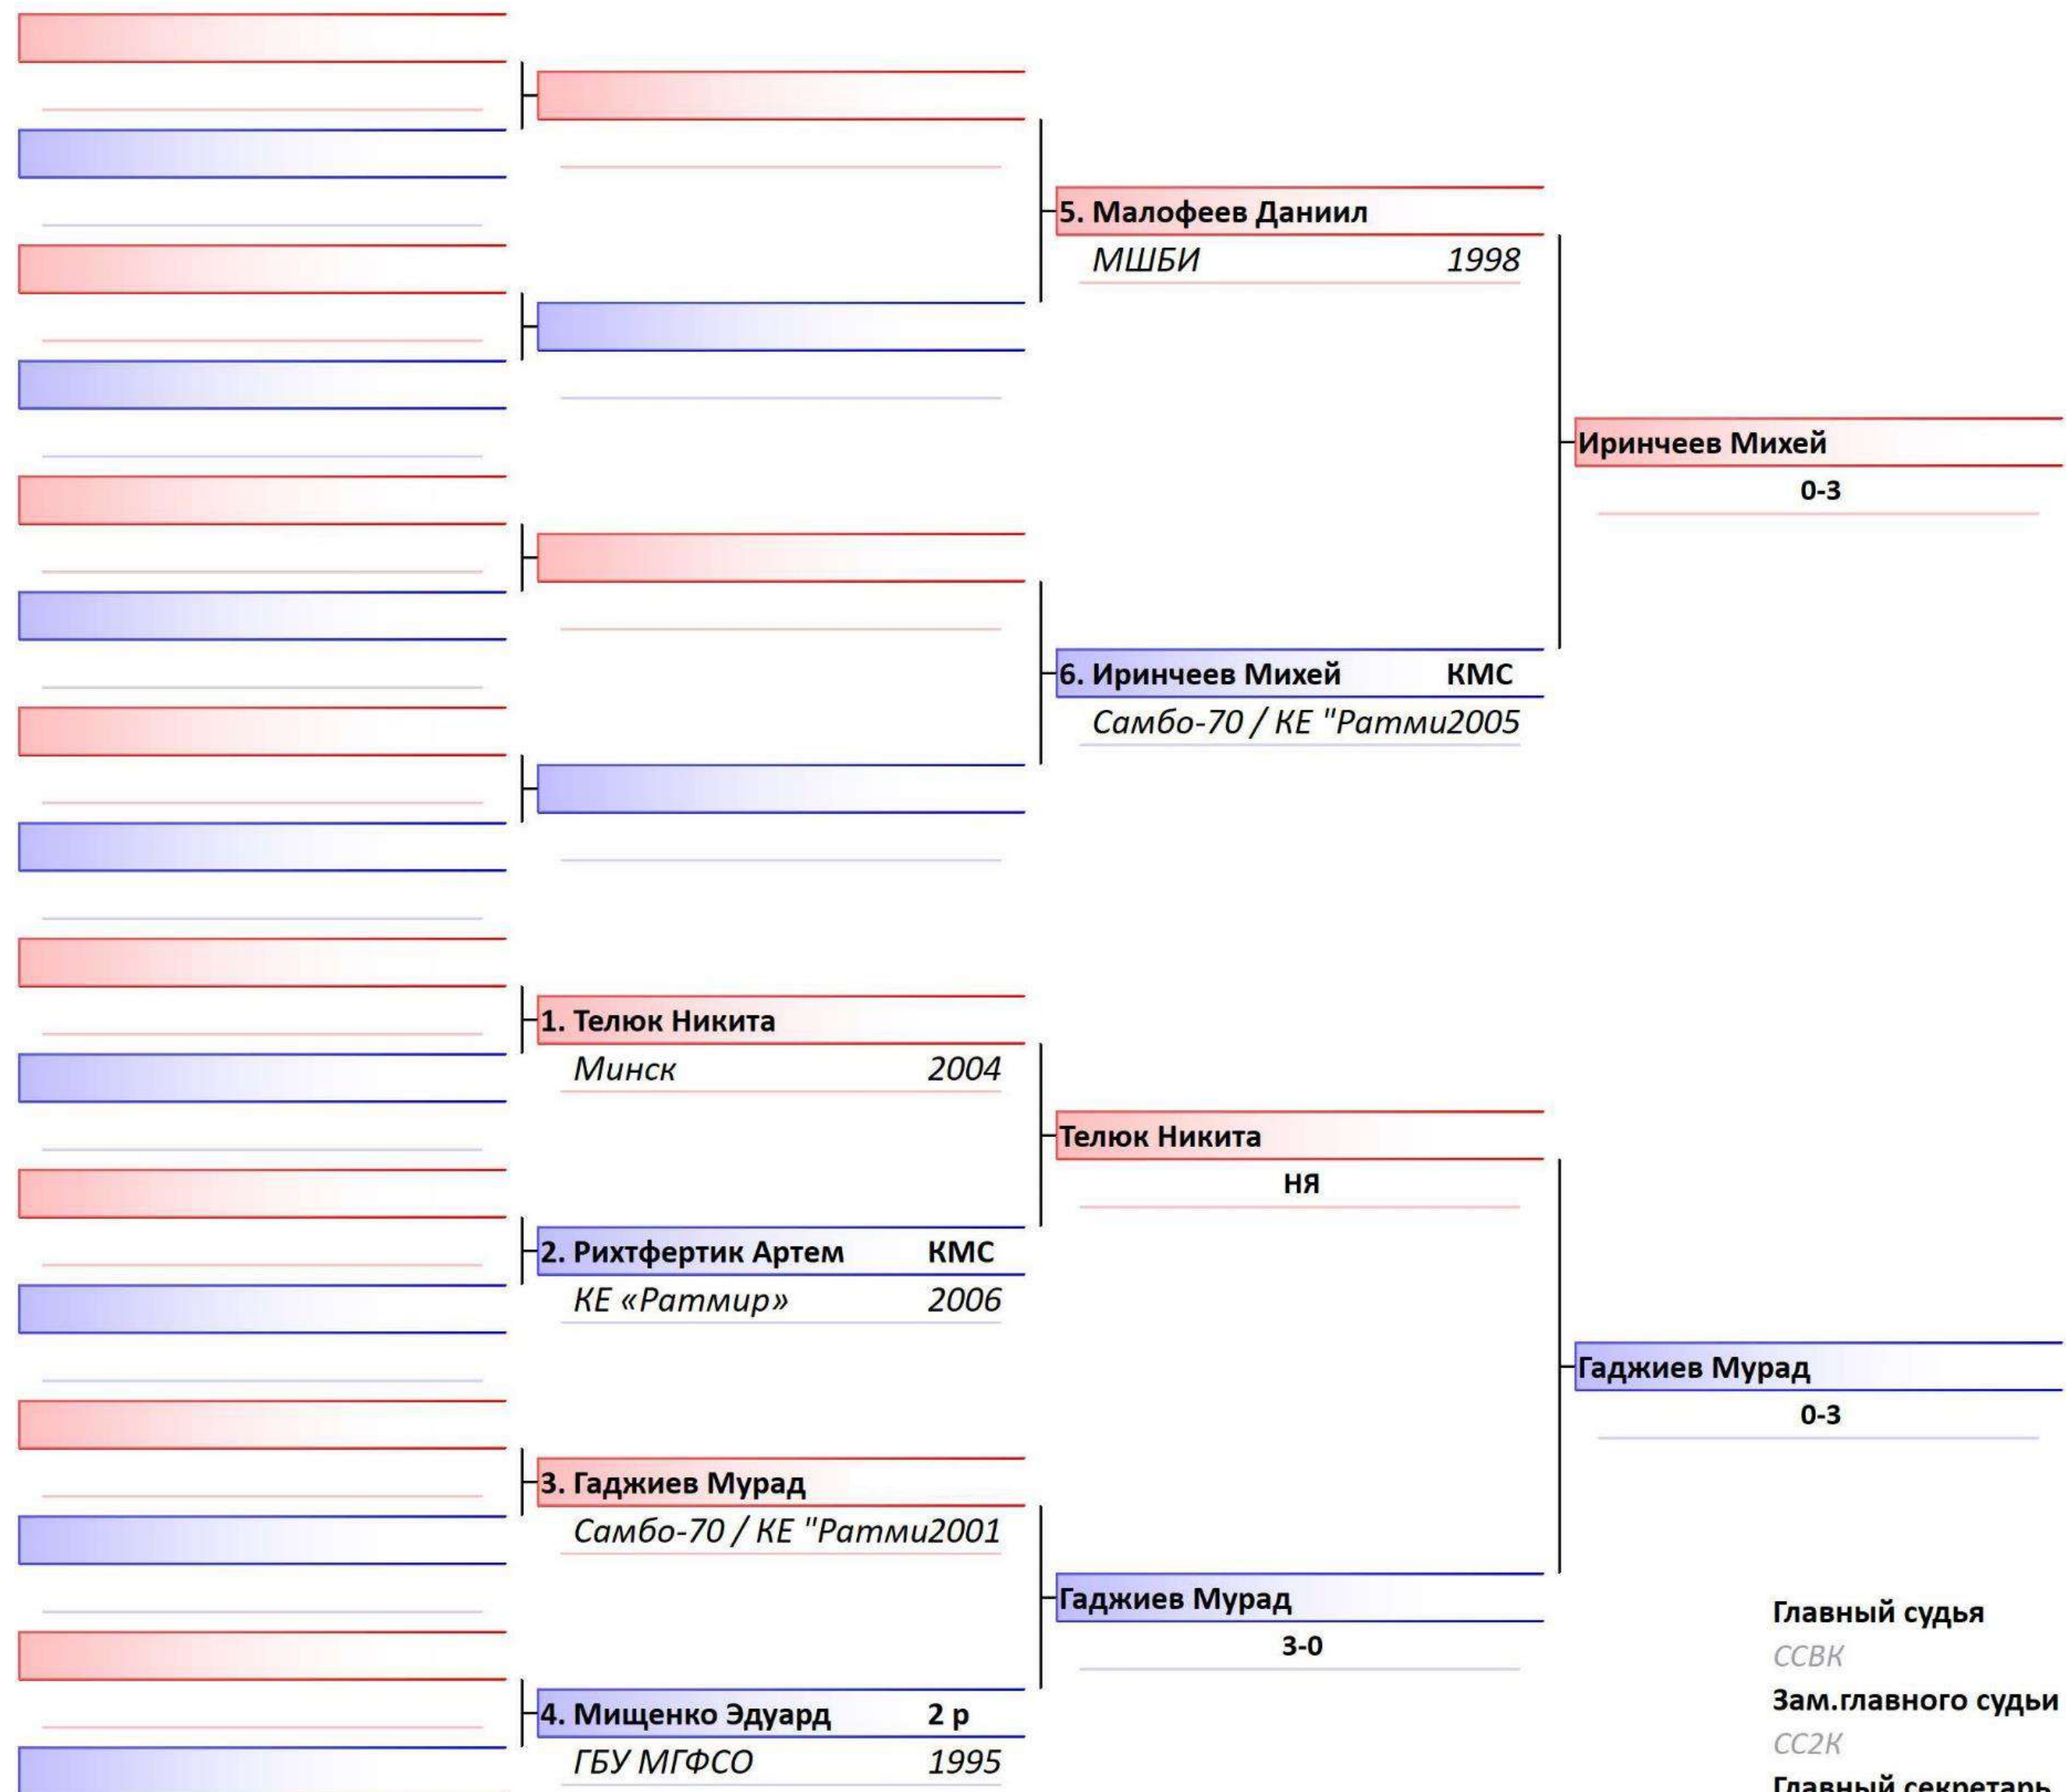 5. Малофеев Даниил
МШБИ 1998
Иринчеев Михей
0-3
6. Иринчеев Михей КМС
Самбо-70 / КЕ "Ратми2005
1. Телюк Никита
Минск 2004
Телюк Никита
НЯ
2. Рихтфертик Артем КМС
КЕ «Ратмир» 2006
Гаджиев Мурад
0-3
3. Гаджиев Мурад
Самбо-70 / КЕ "Ратми2001
Гаджиев Мурад
3-0
4. Мищенко Эдуард 2 р
ГБУ МГФСО 1995
Главный судья
ССВК
Зам.главного судьи
СС2К
Главный секретарь